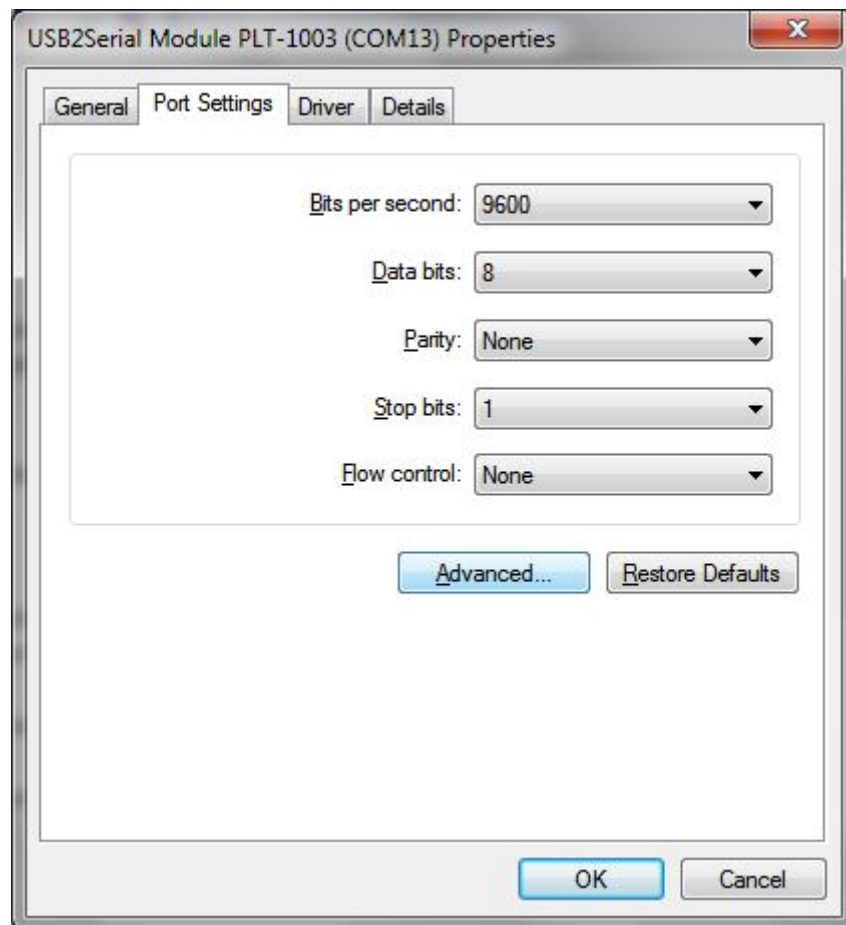 USB2Serial Module PLT-1003 (COM13) Properties
General Port Settings Driver Details
Bits per second: 9600
Data bits: 8
Parity: None
Stop bits: 1
Flow control: None
Advanced... Restore Defaults
OK Cancel